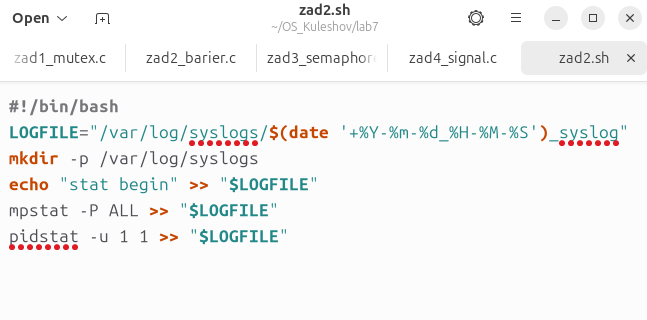 Open
zad2.sh
~/OS_Kuleshov/lab7
zad1_mutex.c
zad2_barier.c
zad3_semaphor
zad4_signal.c
zad2.sh
#!/bin/bash
LOGFILE="/var/log/syslogs/$(date '+%Y-%m-%d_%H-%M-%S')_syslog"
mkdir -p /var/log/syslogs
echo "stat begin" >> "$LOGFILE"
mpstat -P ALL >> "$LOGFILE"
pidstat -u 1 1 >> "$LOGFILE"